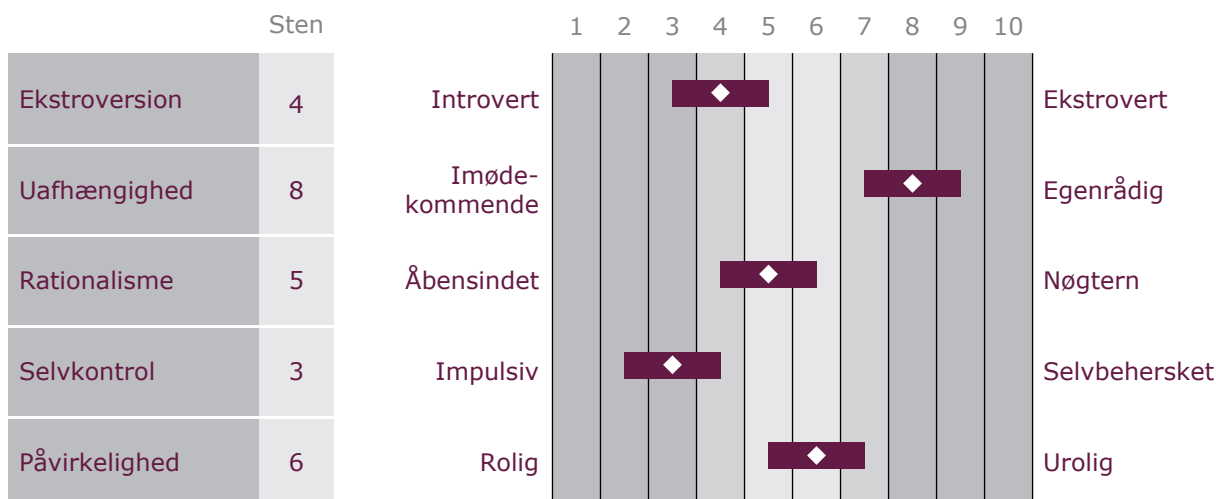 Sten 1 2 3 4 5 6 7 8 9 10
Ekstroversion 4 Introvert Ekstrovert
Uafhængighed 8 Imøde-
kommende Egenrådig
Rationalisme 5 Åbensindet Nøgtern
Selvkontrol 3 Impulsiv Selvbehersket
Påvirkelighed 6 Rolig Urolig